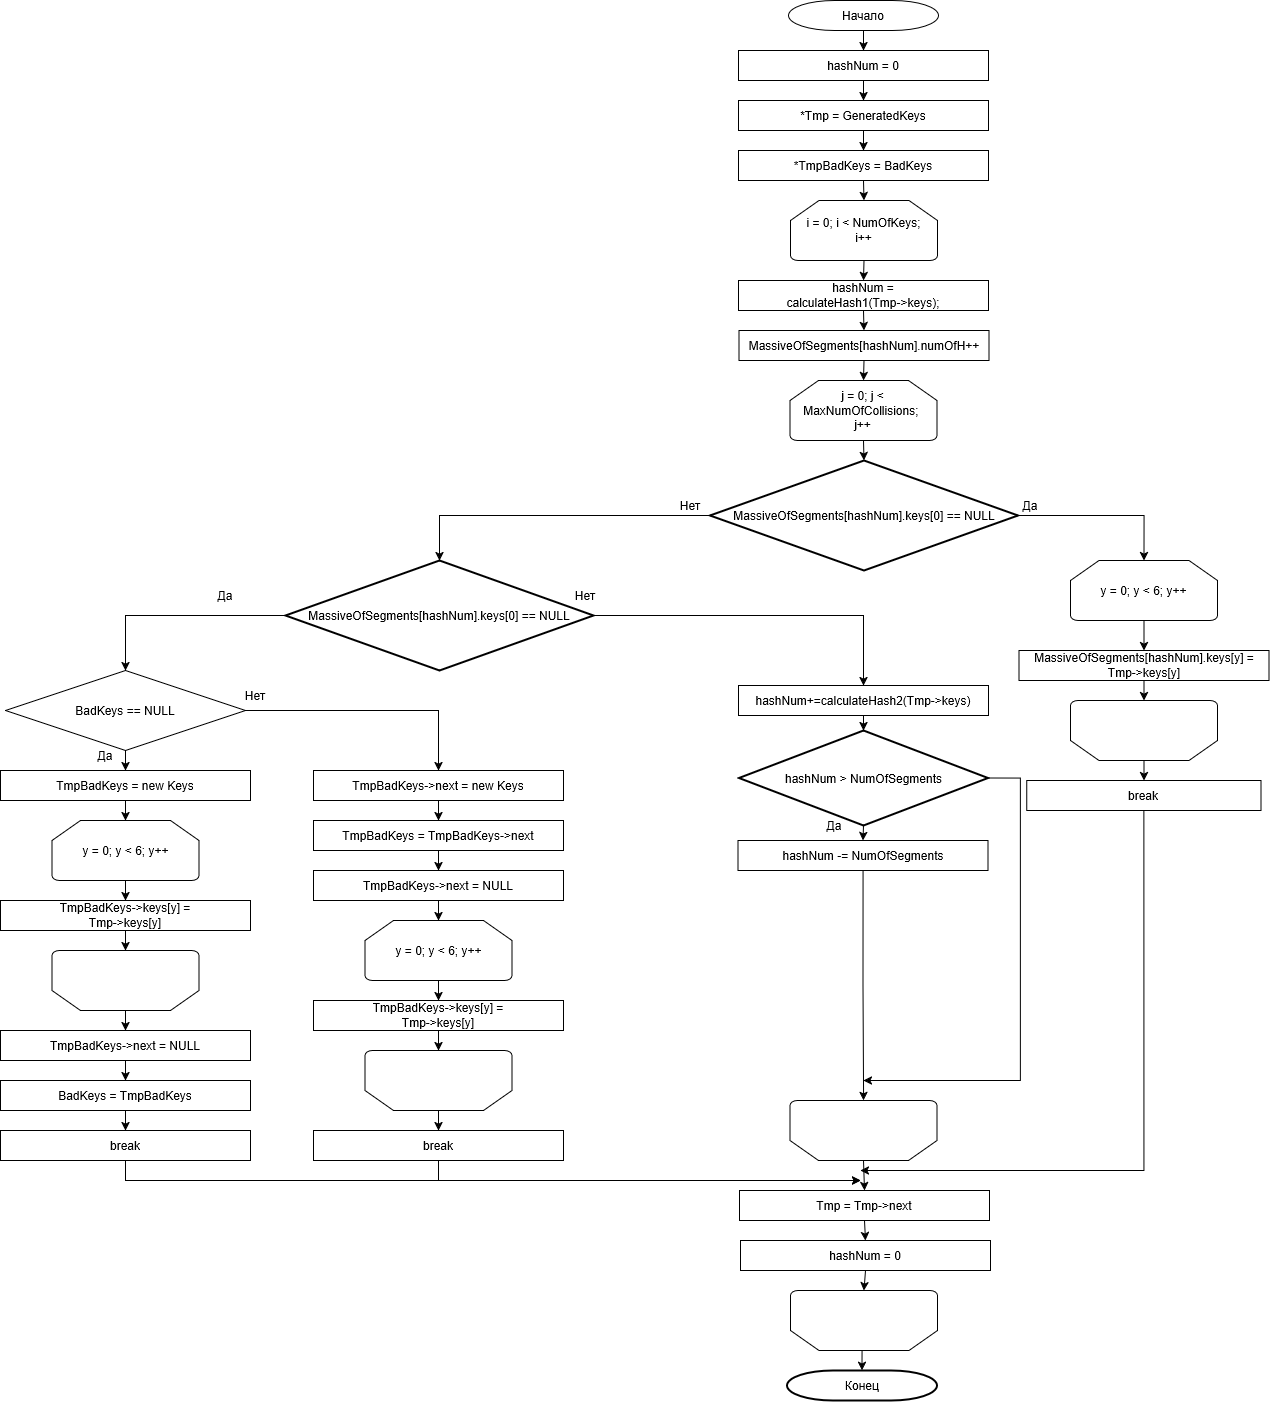 Начало
hashNum = 0
*Tmp = GeneratedKeys
*TmpBadKeys = BadKeys
i = 0; i < NumOfKeys;
i++
hashNum =
calculateHash1(Tmp->keys);
MassiveOfSegments[hashNum].numOfH++
j = 0; j <
MaxNumOfCollisions;
j++
Нет
MassiveOfSegments[hashNum].keys[0] == NULL
Да
Да
MassiveOfSegments[hashNum].keys[0] == NULL
Нет
y = 0; y < 6; y++
MassiveOfSegments[hashNum].keys[y] =
Tmp->keys[y]
break
BadKeys == NULL
Нет
Да
hashNum+=calculateHash2(Tmp->keys)
hashNum > NumOfSegments
Да
hashNum -= NumOfSegments
TmpBadKeys = new Keys
y = 0; y < 6; y++
TmpBadKeys->keys[y] =
Tmp->keys[y]
TmpBadKeys->next = NULL
BadKeys = TmpBadKeys
break
TmpBadKeys->next = new Keys
TmpBadKeys = TmpBadKeys->next
TmpBadKeys->next = NULL
y = 0; y < 6; y++
TmpBadKeys->keys[y] =
Tmp->keys[y]
break
Tmp = Tmp->next
hashNum = 0
Конец